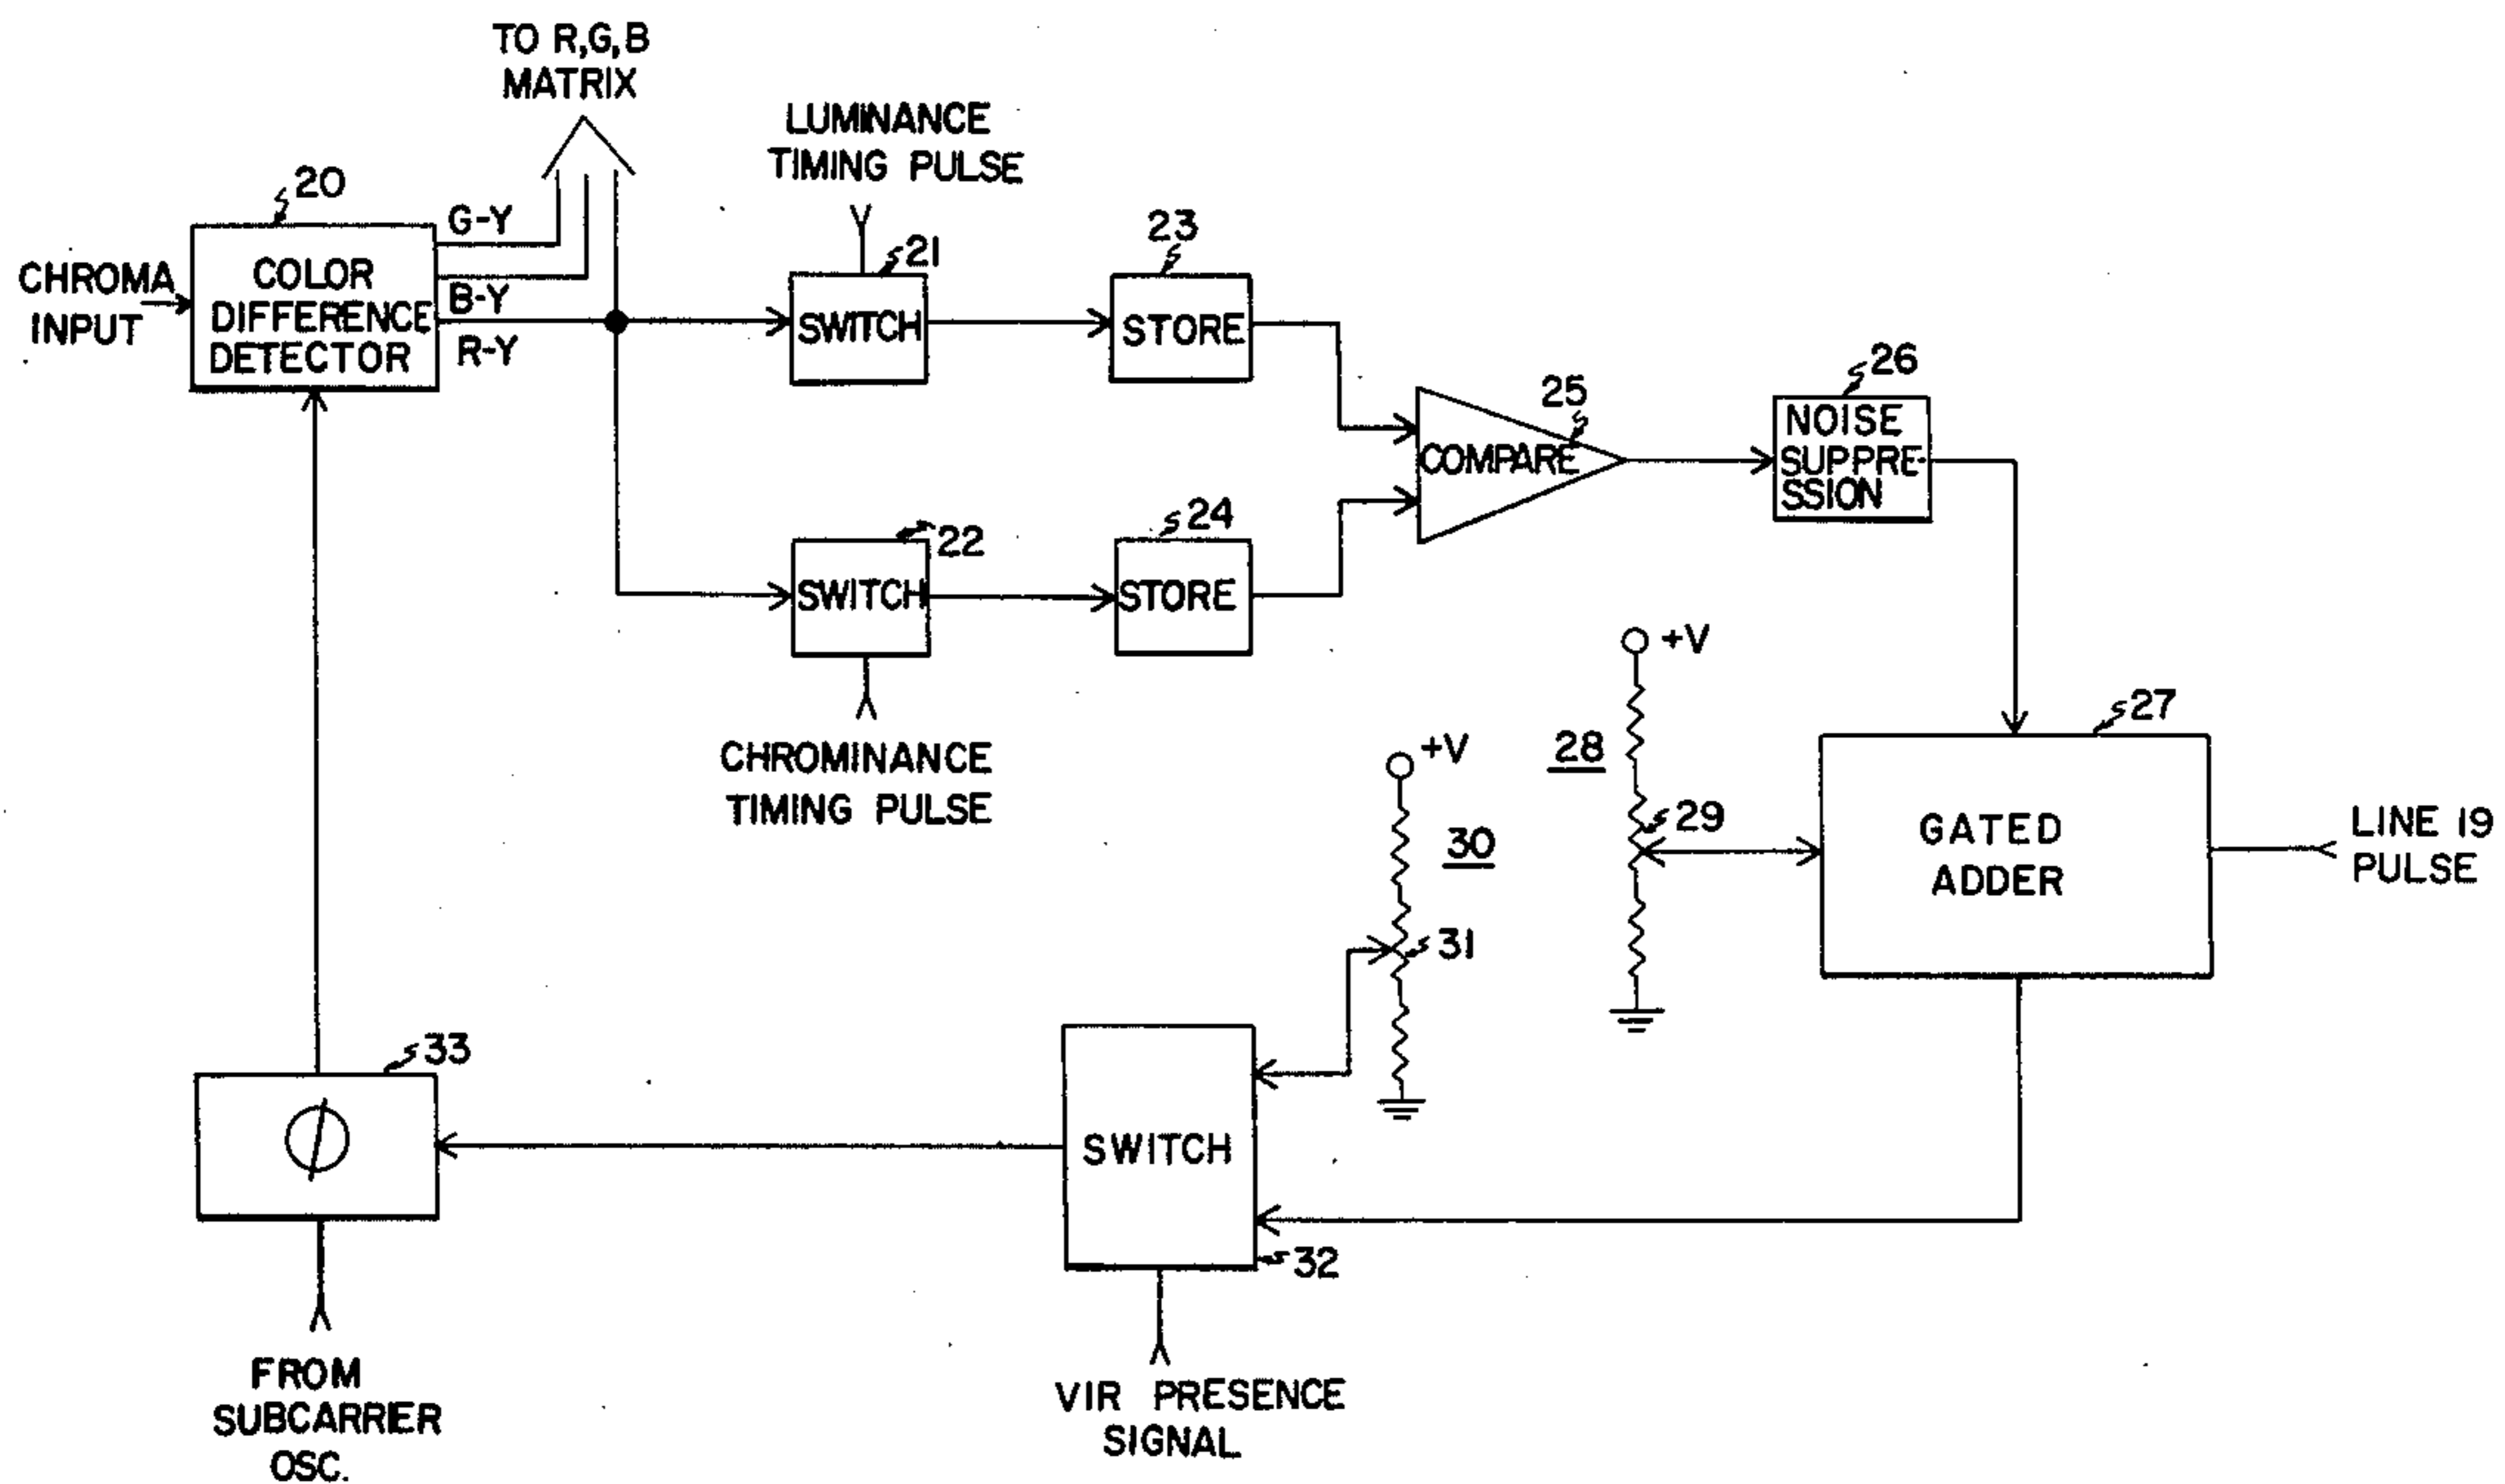 TO R,G,B
MATRIX
LUMINANCE
TIMING PULSE
20
G-Y
B-Y
R-Y
CHROMA
INPUT
COLOR
DIFFERENCE
DETECTOR
21
SWITCH
23
STORE
25
COMPARE
26
NOISE
SUPPRE-
SSION
22
SWITCH
24
STORE
CHROMINANCE
TIMING PULSE
+V
28
29
+V
30
31
27
GATED
ADDER
LINE 19
PULSE
33
Φ
SWITCH
32
FROM
SUBCARRIER
OSC.
VIR PRESENCE
SIGNAL